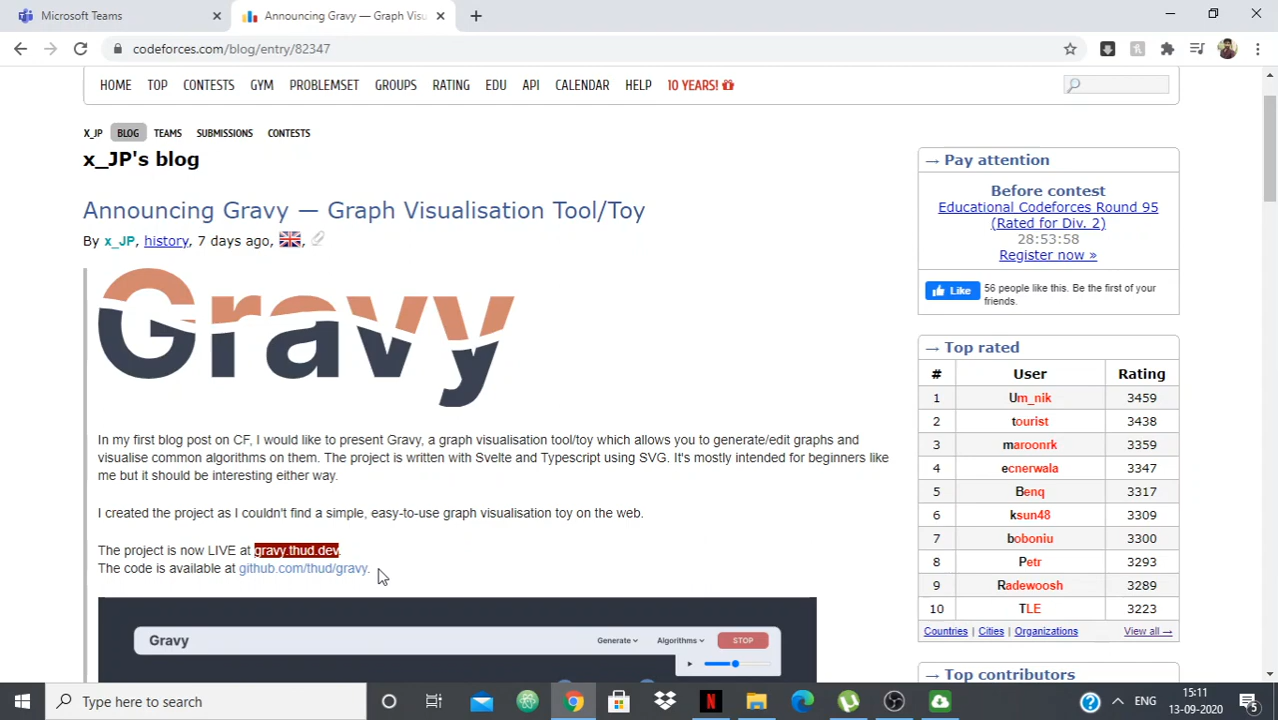 Microsoft Teams
Announcing Gravy — Graph Visu
codeforces.com/blog/entry/82347
HOME TOP CONTESTS GYM PROBLEMSET GROUPS RATING EDU API CALENDAR HELP 10 YEARS!
X_JP BLOG TEAMS SUBMISSIONS CONTESTS
x_JP's blog
Announcing Gravy — Graph Visualisation Tool/Toy
By x_JP, history, 7 days ago,
Gravy
In my first blog post on CF, I would like to present Gravy, a graph visualisation tool/toy which allows you to generate/edit graphs and
visualise common algorithms on them. The project is written with Svelte and Typescript using SVG. It's mostly intended for beginners like
me but it should be interesting either way.
I created the project as I couldn't find a simple, easy-to-use graph visualisation toy on the web.
The project is now LIVE at gravy.thud.dev.
The code is available at github.com/thud/gravy.
Gravy Generate Algorithms STOP
→ Pay attention
Before contest
Educational Codeforces Round 95
(Rated for Div. 2)
28:53:58
Register now »
Like 56 people like this. Be the first of your
friends.
→ Top rated
# User Rating
1 Um_nik 3459
2 tourist 3438
3 maroonrk 3359
4 ecnerwala 3347
5 Benq 3317
6 ksun48 3309
7 boboniu 3300
8 Petr 3293
9 Radewoosh 3289
10 TLE 3223
Countries | Cities | Organizations View all →
→ Top contributors
Type here to search
ENG
15:11
13-09-2020
5